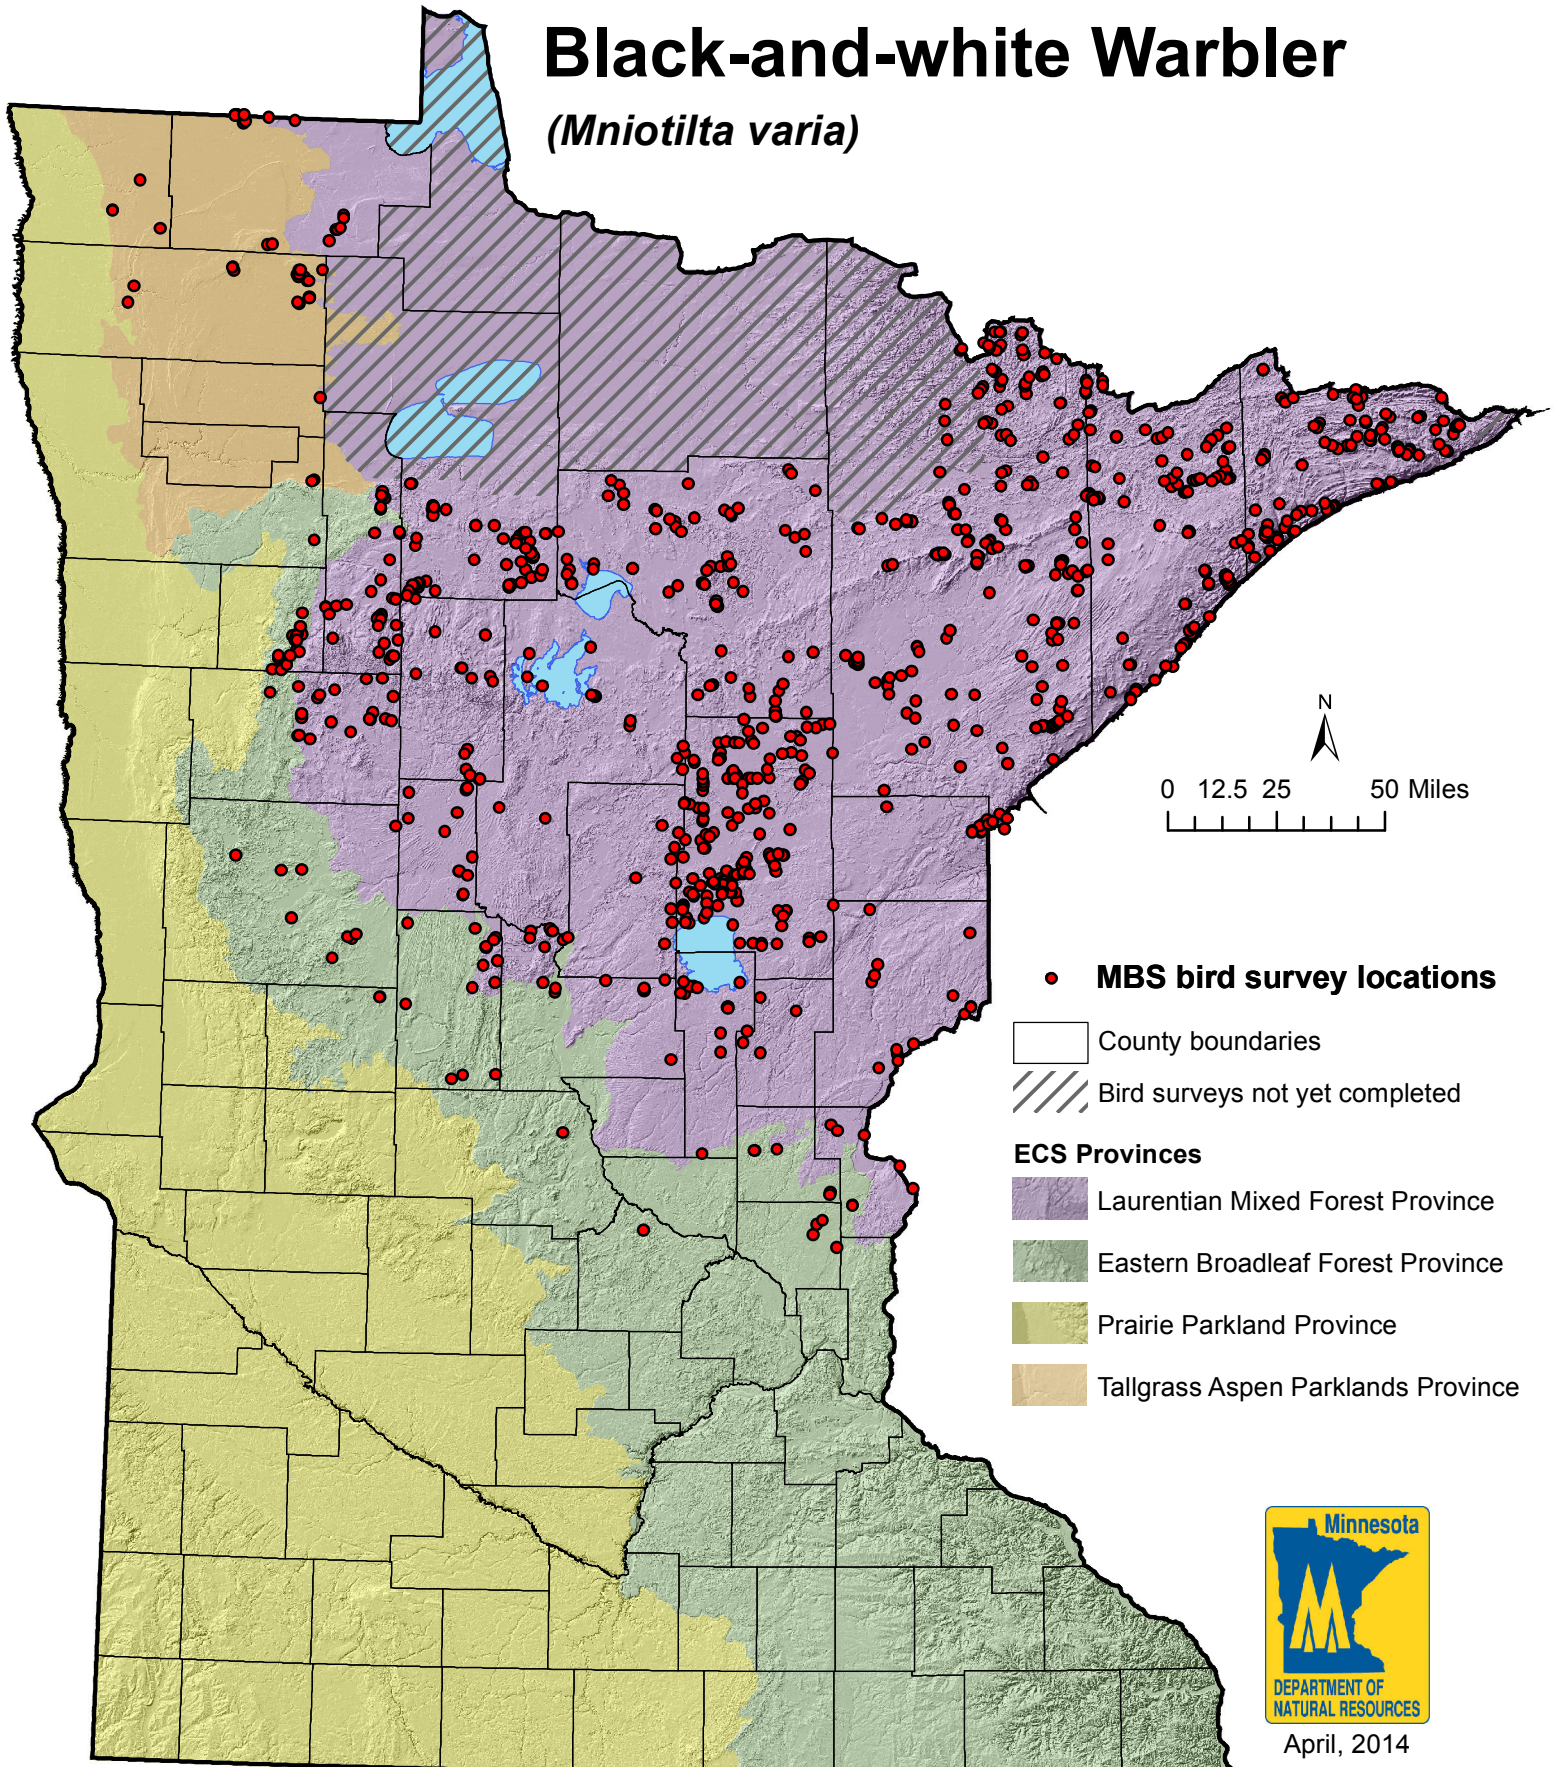 Black-and-white Warbler
(Mniotilta varia)
N
0 12.5 25 50 Miles
MBS bird survey locations
County boundaries
Bird surveys not yet completed
ECS Provinces
Laurentian Mixed Forest Province
Eastern Broadleaf Forest Province
Prairie Parkland Province
Tallgrass Aspen Parklands Province
Minnesota
DEPARTMENT OF
NATURAL RESOURCES
April, 2014